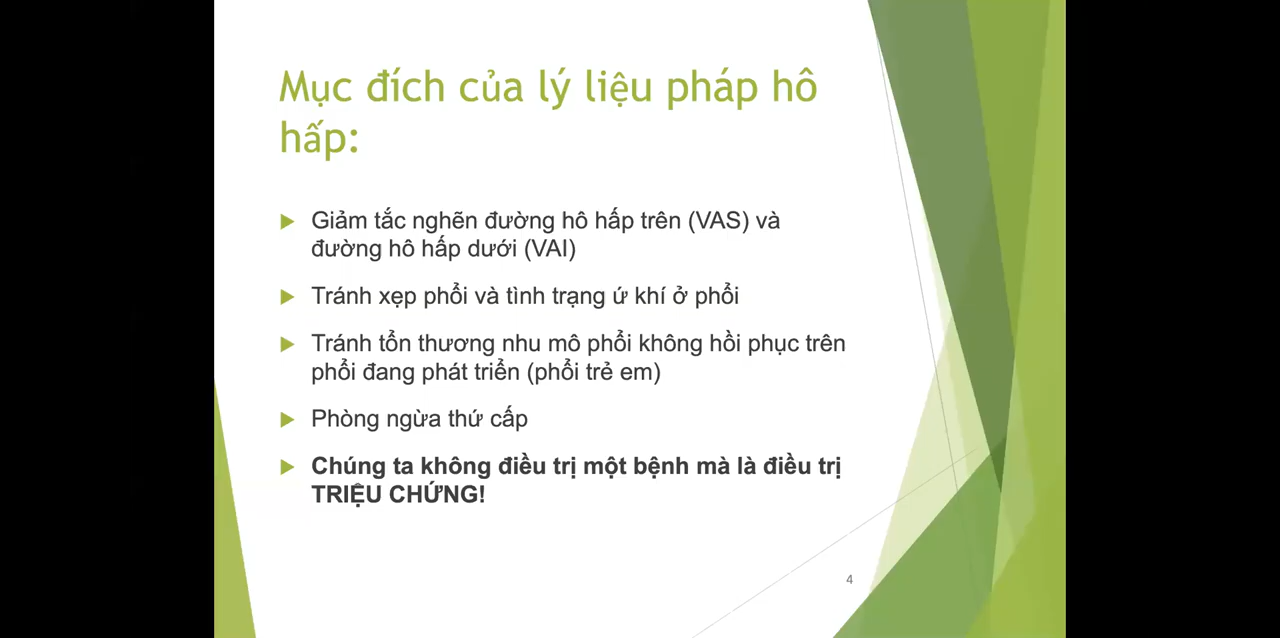 Mục đích của lý liệu pháp hô
hấp:
Giảm tắc nghẽn đường hô hấp trên (VAS) và
đường hô hấp dưới (VAI)
Tránh xẹp phổi và tình trạng ứ khí ở phổi
Tránh tổn thương nhu mô phổi không hồi phục trên
phổi đang phát triển (phổi trẻ em)
Phòng ngừa thứ cấp
Chúng ta không điều trị một bệnh mà là điều trị
TRIỆU CHỨNG!
4